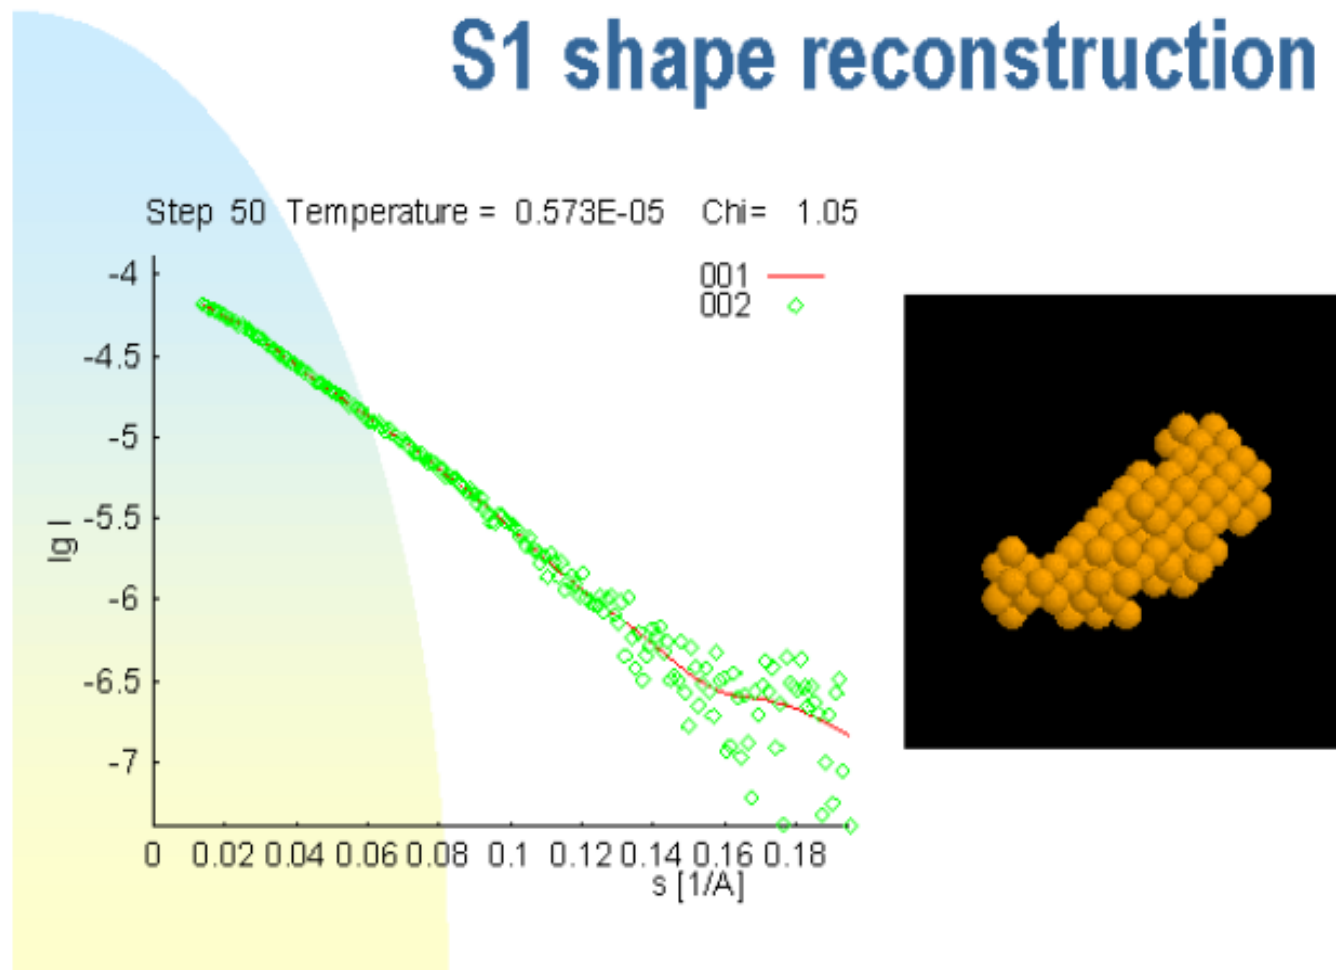 S1 shape reconstruction
Step 50 Temperature = 0.573E-05 Chi= 1.05
001
002
-4
-4.5
-5
-5.5
-6
-6.5
-7
lg I
0 0.02 0.04 0.06 0.08 0.1 0.12 0.14 0.16 0.18
s [1/A]